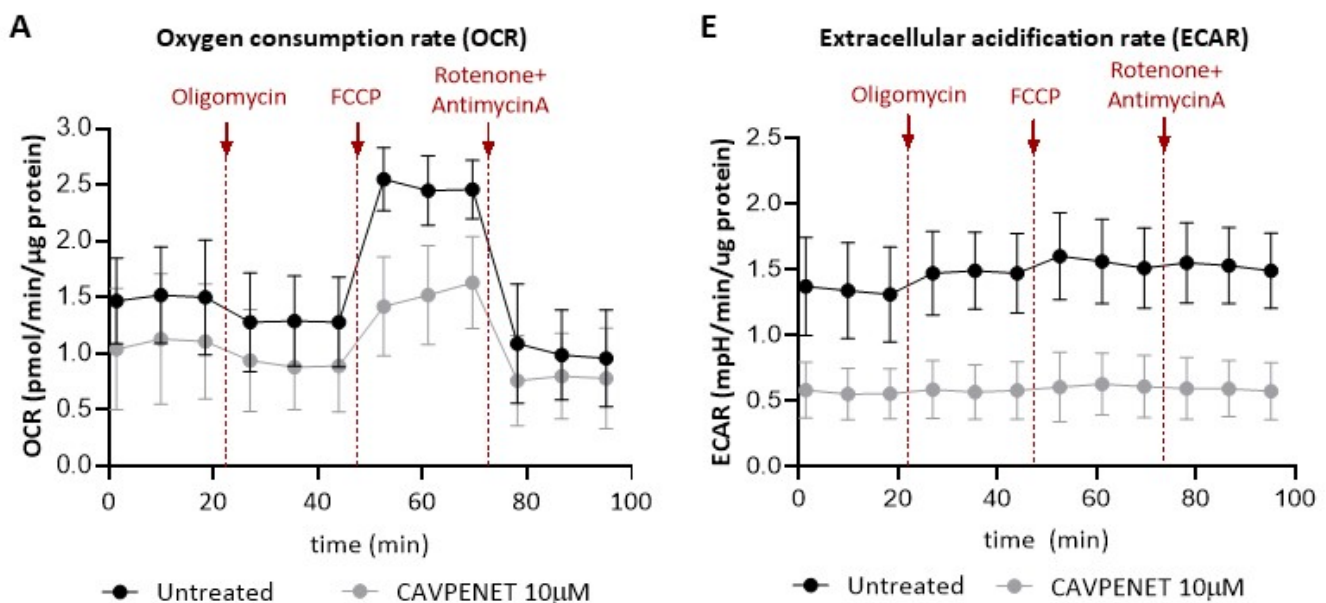 A
Oxygen consumption rate (OCR)
Oligomycin
FCCP
Rotenone+
AntimycinA
OCR (pmol/min/µg protein)
3.0
2.5
2.0
1.5
1.0
0.5
0.0
0 20 40 60 80 100
time (min)
Untreated CAVPENET 10µM
E
Extracellular acidification rate (ECAR)
Oligomycin
FCCP
Rotenone+
AntimycinA
ECAR (mpH/min/ug protein)
2.5
2.0
1.5
1.0
0.5
0.0
0 20 40 60 80 100
time (min)
Untreated CAVPENET 10µM